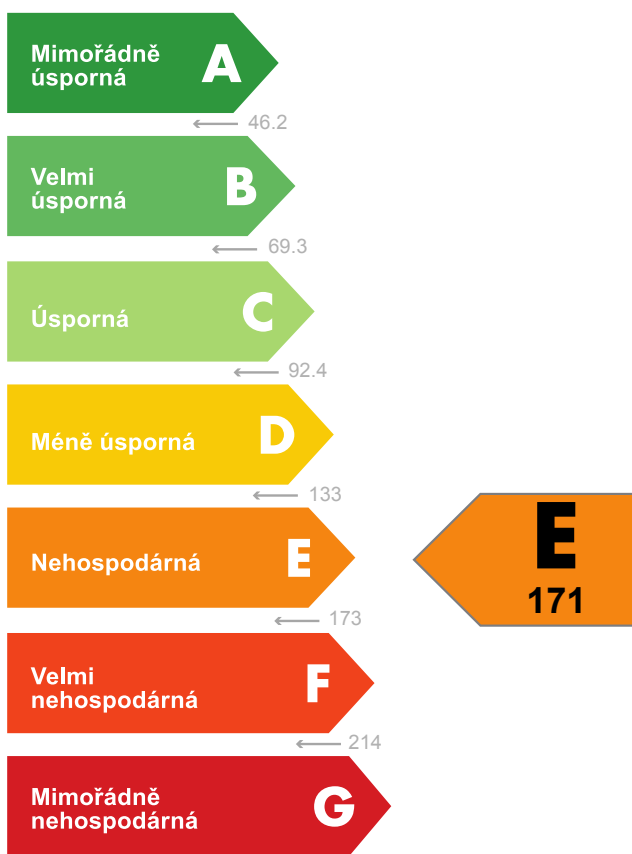 Mimořádně
úsporná
A
← 46.2
Velmi
úsporná
B
← 69.3
Úsporná
C
← 92.4
Méně úsporná
D
← 133
Nehospodárná
E
E
171
← 173
Velmi
nehospodárná
F
← 214
Mimořádně
nehospodárná
G